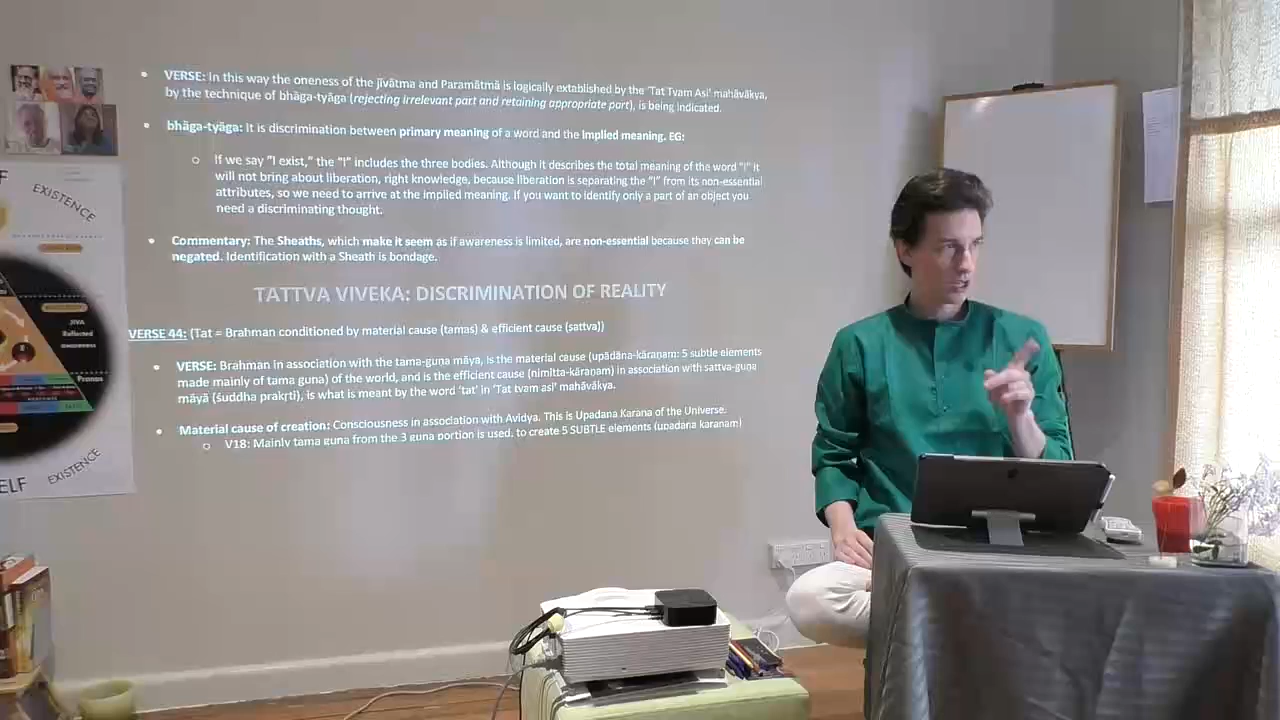 • VERSE: In this way the oneness of the jīvātma and Paramātmā is logically extablished by the 'Tat Tvam Asi' mahāvākya,
by the technique of bhāga-tyāga (rejecting irrelevant part and retaining appropriate part), is being indicated.
• bhāga-tyāga: It is discrimination between primary meaning of a word and the implied meaning. EG:
o If we say "I exist," the "I" includes the three bodies. Although it describes the total meaning of the word "I" it
will not bring about liberation, right knowledge, because liberation is separating the "I" from its non-essential
attributes, so we need to arrive at the implied meaning. If you want to identify only a part of an object you
need a discriminating thought.
• Commentary: The Sheaths, which make it seem as if awareness is limited, are non-essential because they can be
negated. Identification with a Sheath is bondage.
TATTVA VIVEKA: DISCRIMINATION OF REALITY
VERSE 44: (Tat = Brahman conditioned by material cause (tamas) & efficient cause (sattva))
• VERSE: Brahman in association with the tama-guna māya, is the material cause (upādāna-kāraṇam: 5 subtle elements
made mainly of tama guna) of the world, and is the efficient cause (nimitta-kāraṇam) in association with sattva-guṇa
māyā (śuddha prakṛti), is what is meant by the word 'tat' in 'Tat tvam asi' mahāvākya.
• Material cause of creation: Consciousness in association with Avidya. This is Upadana Karana of the Universe.
o V18: Mainly tama guna from the 3 guna portion is used, to create 5 SUBTLE elements (upadana karanam)
F
EXISTENCE
JIVA
Reflected
Pranas
ELF
EXISTENCE